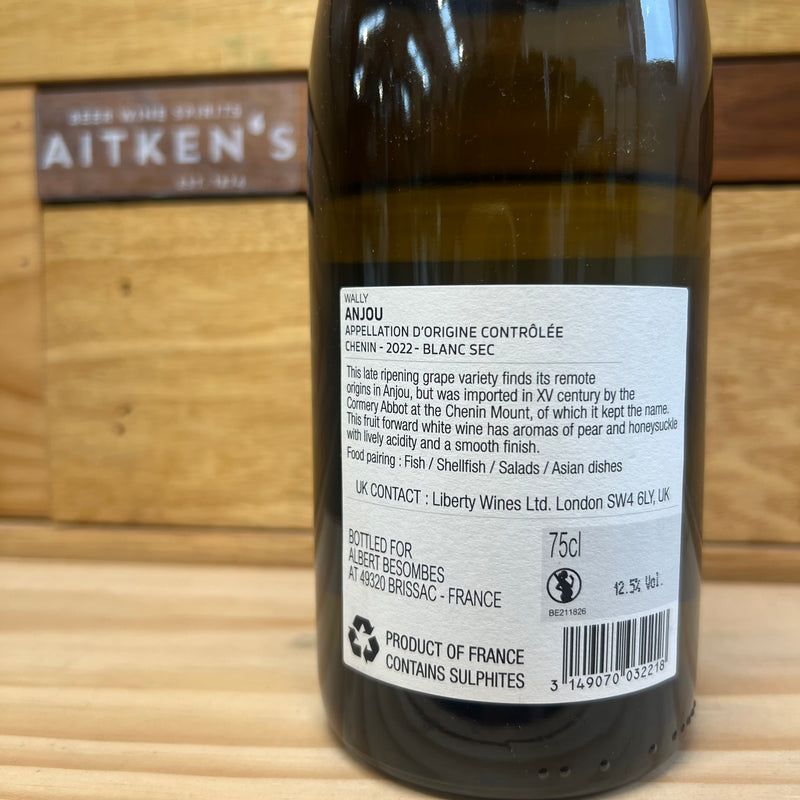 BEER WINE SPIRITS
AITKEN'S
EST. 1874
WALLY
ANJOU
APPELLATION D'ORIGINE CONTRÔLÉE
CHENIN - 2022 - BLANC SEC
This late ripening grape variety finds its remote
origins in Anjou, but was imported in XV century by the
Cormery Abbot at the Chenin Mount, of which it kept the name.
This fruit forward white wine has aromas of pear and honeysuckle
with lively acidity and a smooth finish.
Food pairing : Fish / Shellfish / Salads / Asian dishes
UK CONTACT : Liberty Wines Ltd. London SW4 6LY, UK
BOTTLED FOR
ALBERT BESOMBES
AT 49320 BRISSAC - FRANCE
75cl
12.5% Vol.
BE211826
PRODUCT OF FRANCE
CONTAINS SULPHITES
3 149070 032218